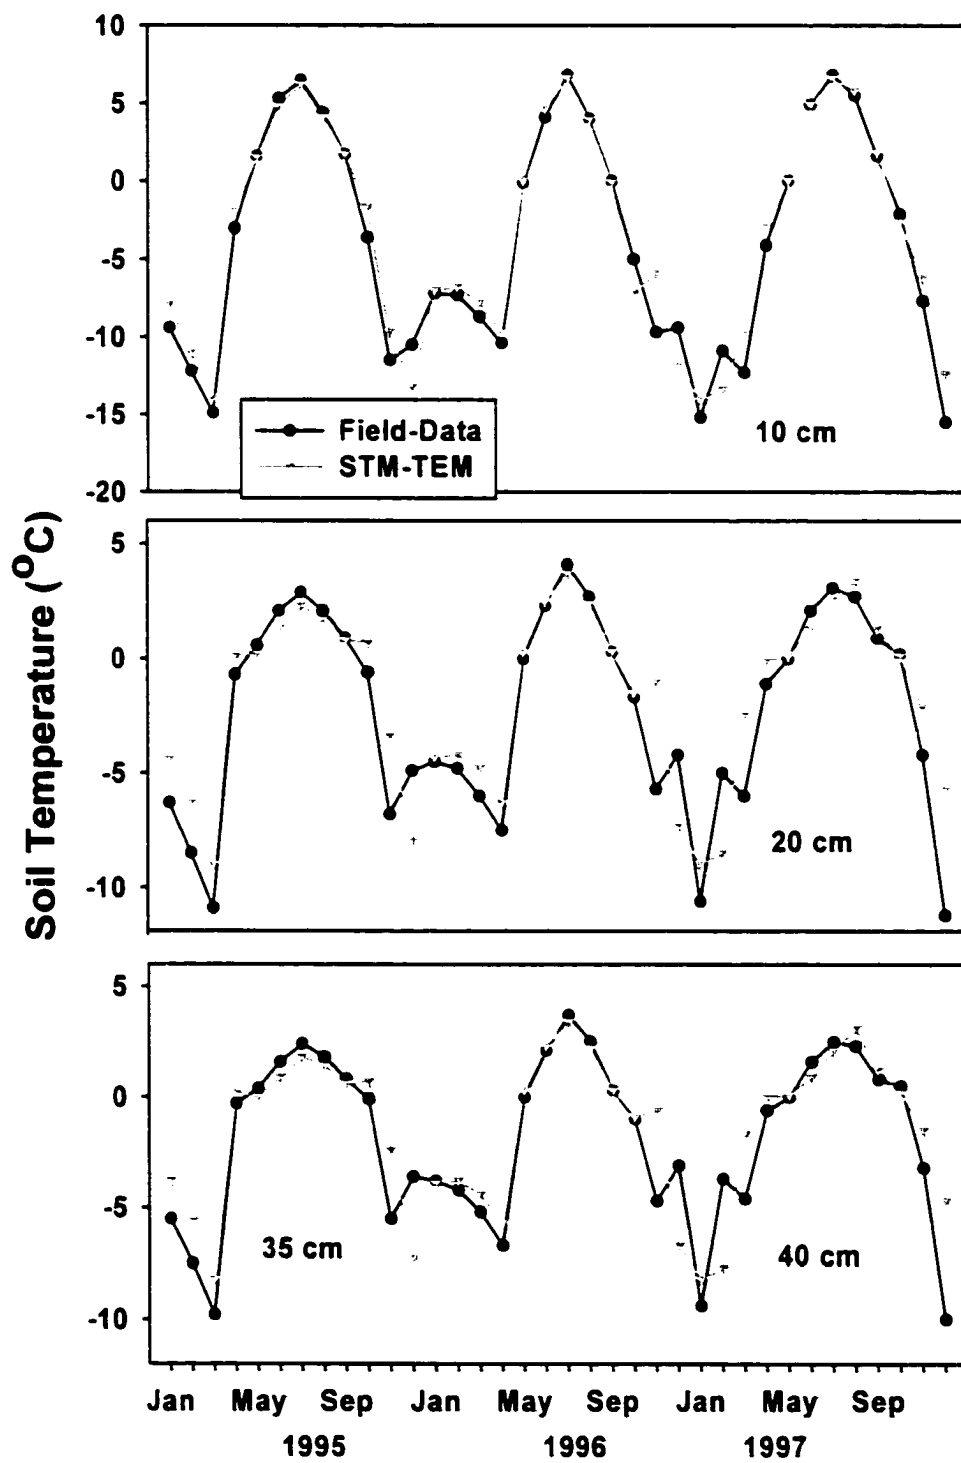 Soil Temperature (°C)
10
5
0
-5
-10
-15
-20
Field-Data
STM-TEM
10 cm
5
0
-5
-10
20 cm
5
0
-5
-10
35 cm
40 cm
Jan May Sep Jan May Sep Jan May Sep
1995 1996 1997